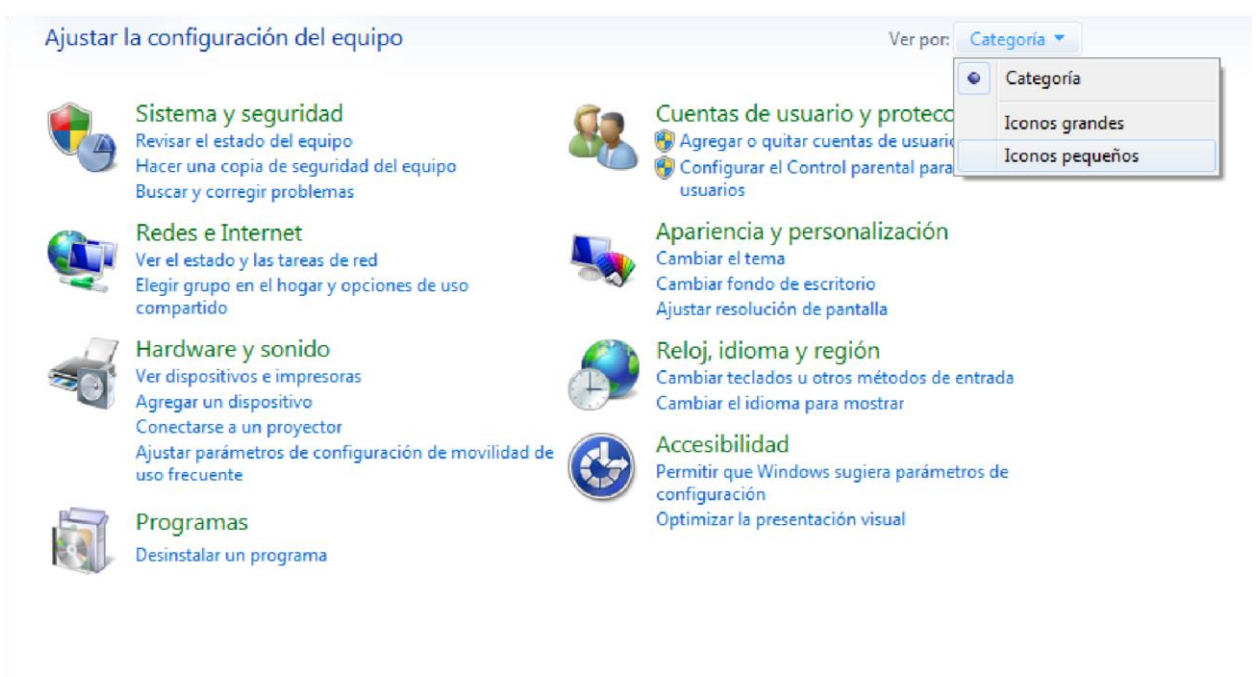 Ajustar la configuración del equipo
Ver por: Categoría
Categoría
Iconos grandes
Iconos pequeños
Sistema y seguridad
Revisar el estado del equipo
Hacer una copia de seguridad del equipo
Buscar y corregir problemas
Redes e Internet
Ver el estado y las tareas de red
Elegir grupo en el hogar y opciones de uso
compartido
Hardware y sonido
Ver dispositivos e impresoras
Agregar un dispositivo
Conectarse a un proyector
Ajustar parámetros de configuración de movilidad de
uso frecuente
Programas
Desinstalar un programa
Cuentas de usuario y protecc
Agregar o quitar cuentas de usuario
Configurar el Control parental para
usuarios
Apariencia y personalización
Cambiar el tema
Cambiar fondo de escritorio
Ajustar resolución de pantalla
Reloj, idioma y región
Cambiar teclados u otros métodos de entrada
Cambiar el idioma para mostrar
Accesibilidad
Permitir que Windows sugiera parámetros de
configuración
Optimizar la presentación visual